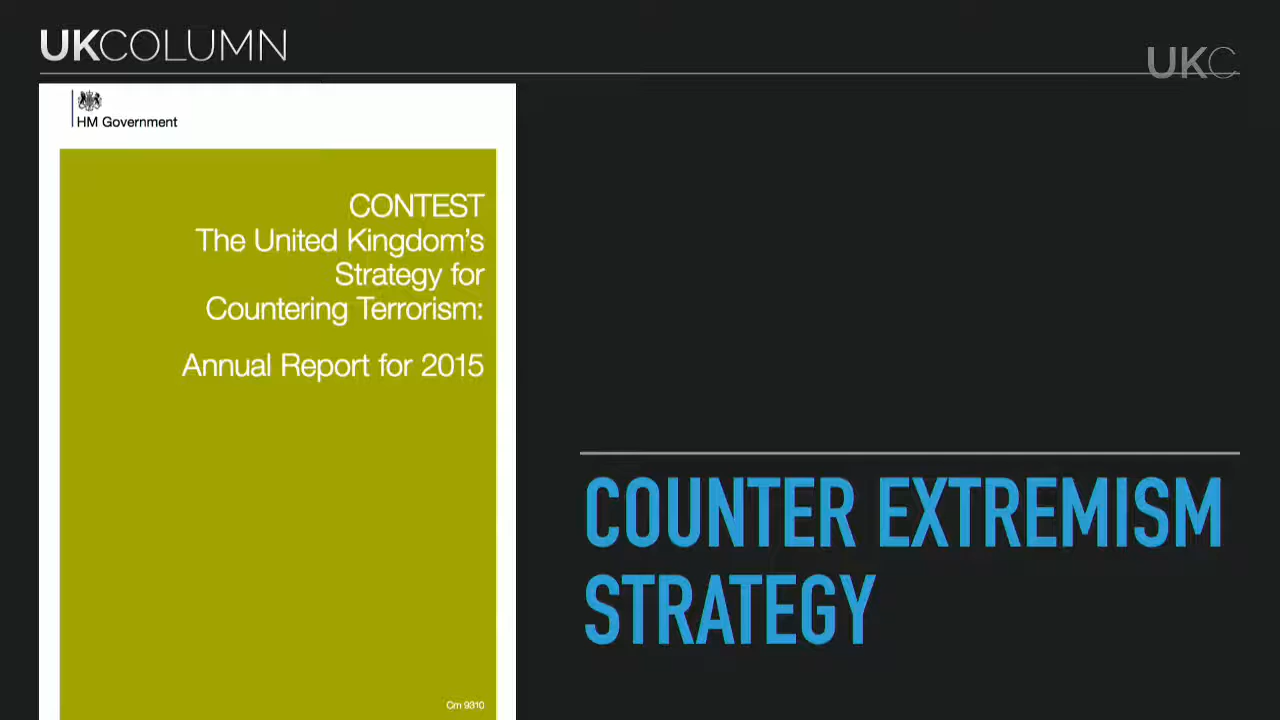 UKCOLUMN
UKC
HM Government
CONTEST
The United Kingdom's
Strategy for
Countering Terrorism:
Annual Report for 2015
Cm 9310
COUNTER EXTREMISM
STRATEGY